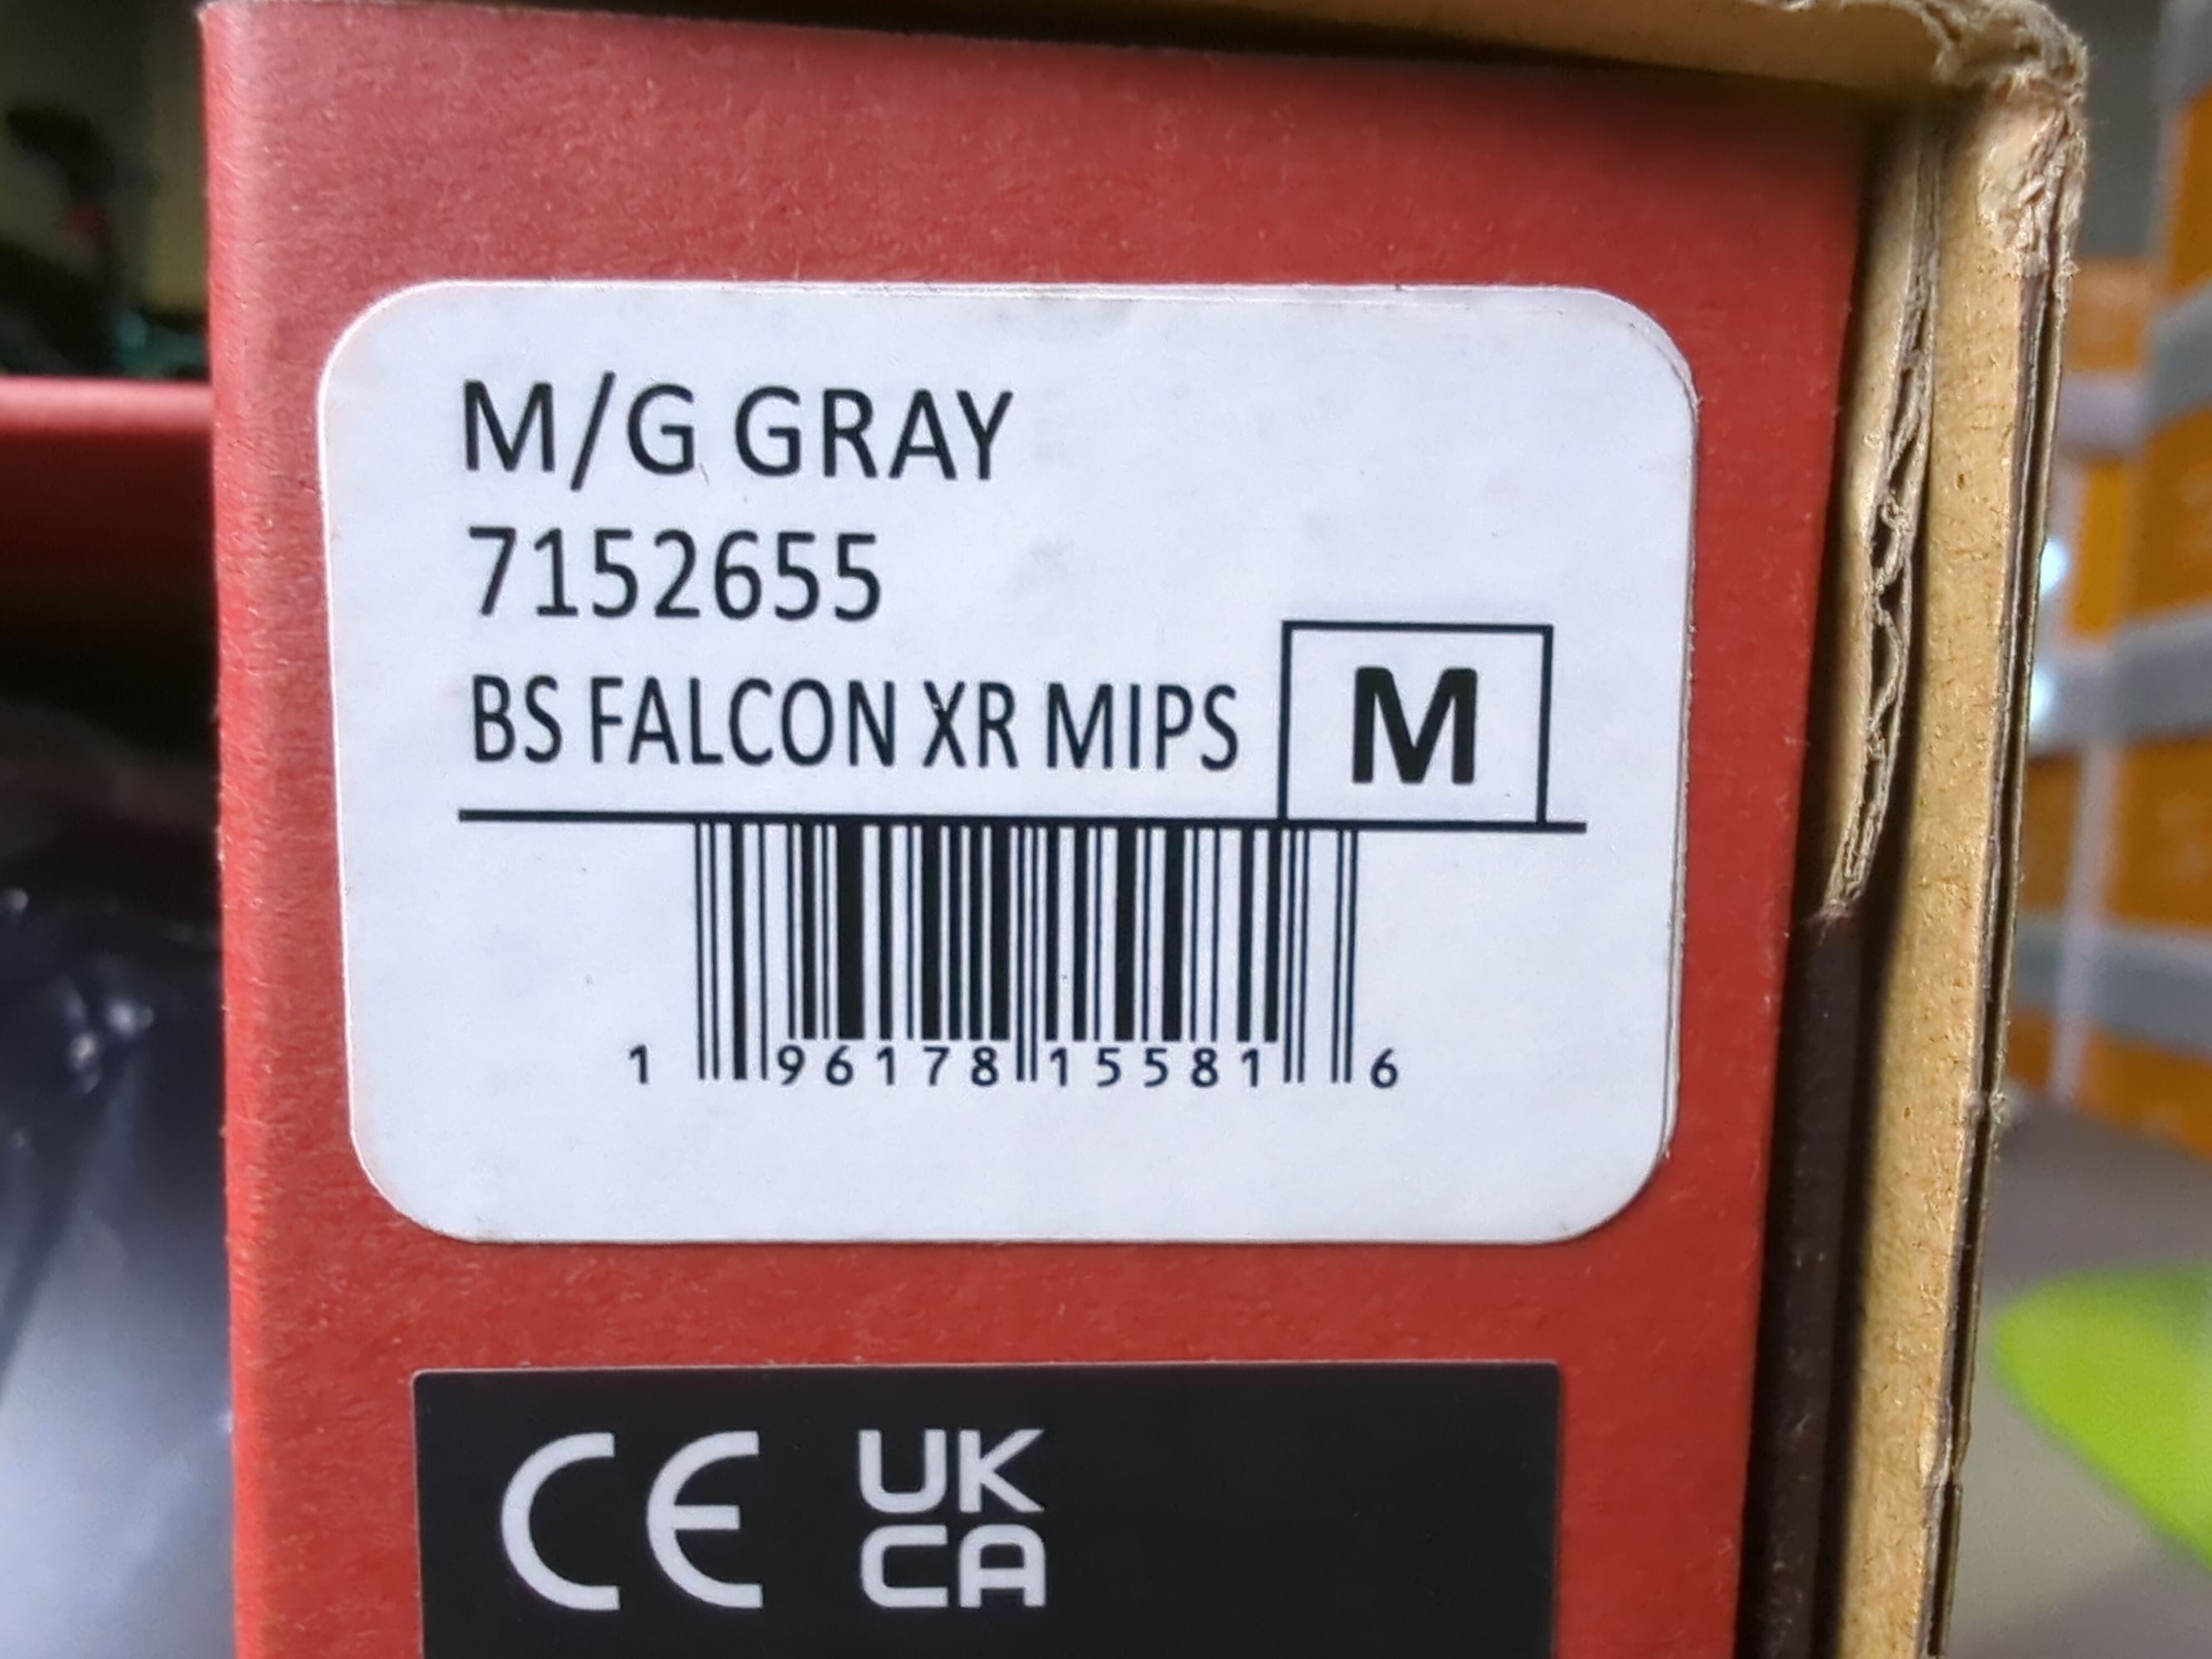 M/G GRAY
7152655
BS FALCON XR MIPS M
1 96178 15581 6
CE UK
CA